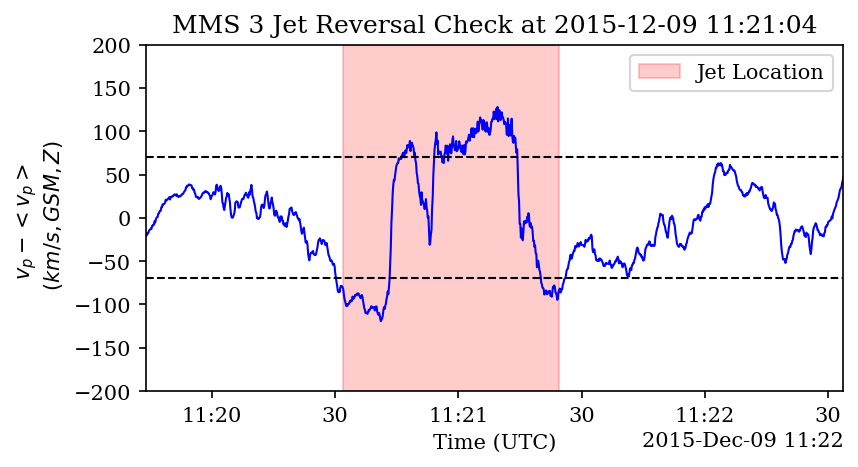 MMS 3 Jet Reversal Check at 2015-12-09 11:21:04
Jet Location
v_p − <v_p>
(km/s, GSM, Z)
200
150
100
50
0
−50
−100
−150
−200
11:20
30
11:21
30
11:22
30
Time (UTC)
2015-Dec-09 11:22